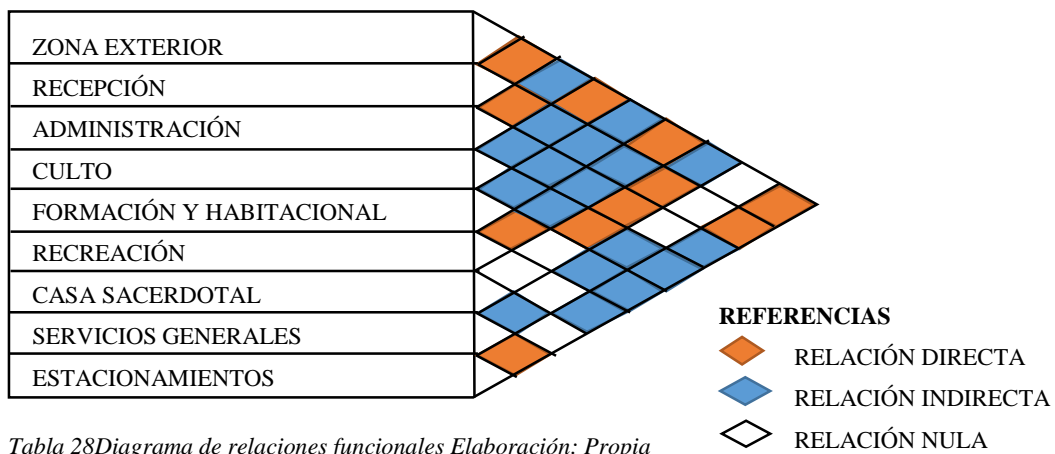 ZONA EXTERIOR
RECEPCIÓN
ADMINISTRACIÓN
CULTO
FORMACIÓN Y HABITACIONAL
RECREACIÓN
CASA SACERDOTAL
SERVICIOS GENERALES
ESTACIONAMIENTOS
REFERENCIAS
RELACIÓN DIRECTA
RELACIÓN INDIRECTA
RELACIÓN NULA
Tabla 28Diagrama de relaciones funcionales Elaboración: Propia